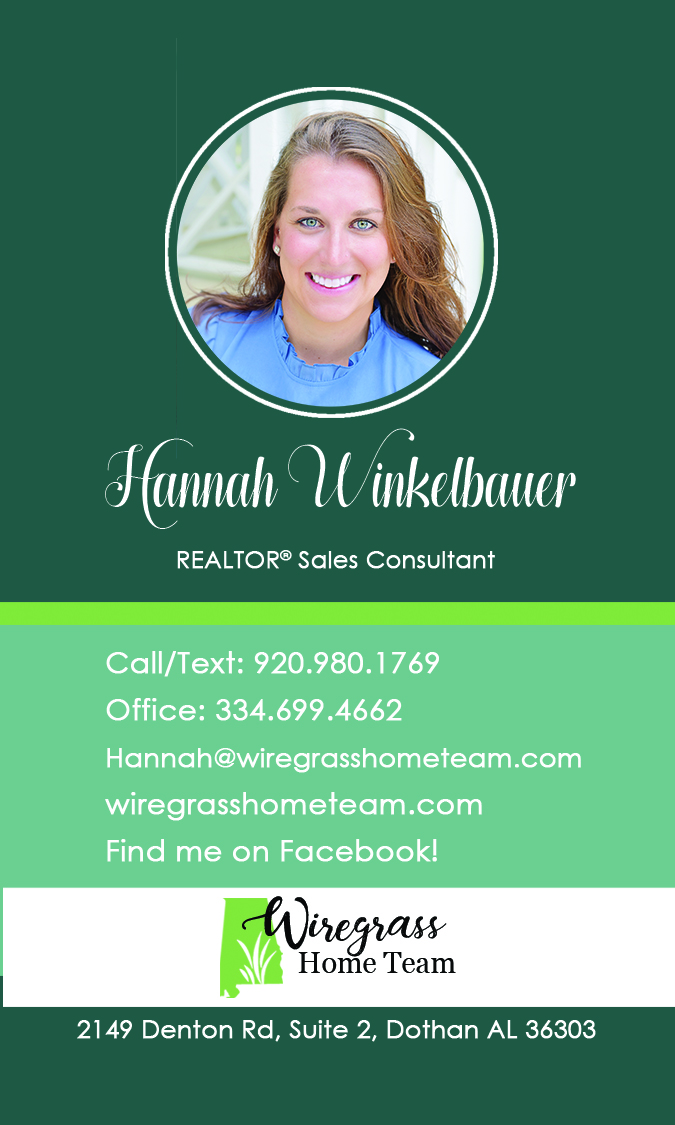 Hannah Winkelbauer
REALTOR® Sales Consultant
Call/Text: 920.980.1769
Office: 334.699.4662
Hannah@wiregrasshometeam.com
wiregrasshometeam.com
Find me on Facebook!
Wiregrass
Home Team
2149 Denton Rd, Suite 2, Dothan AL 36303